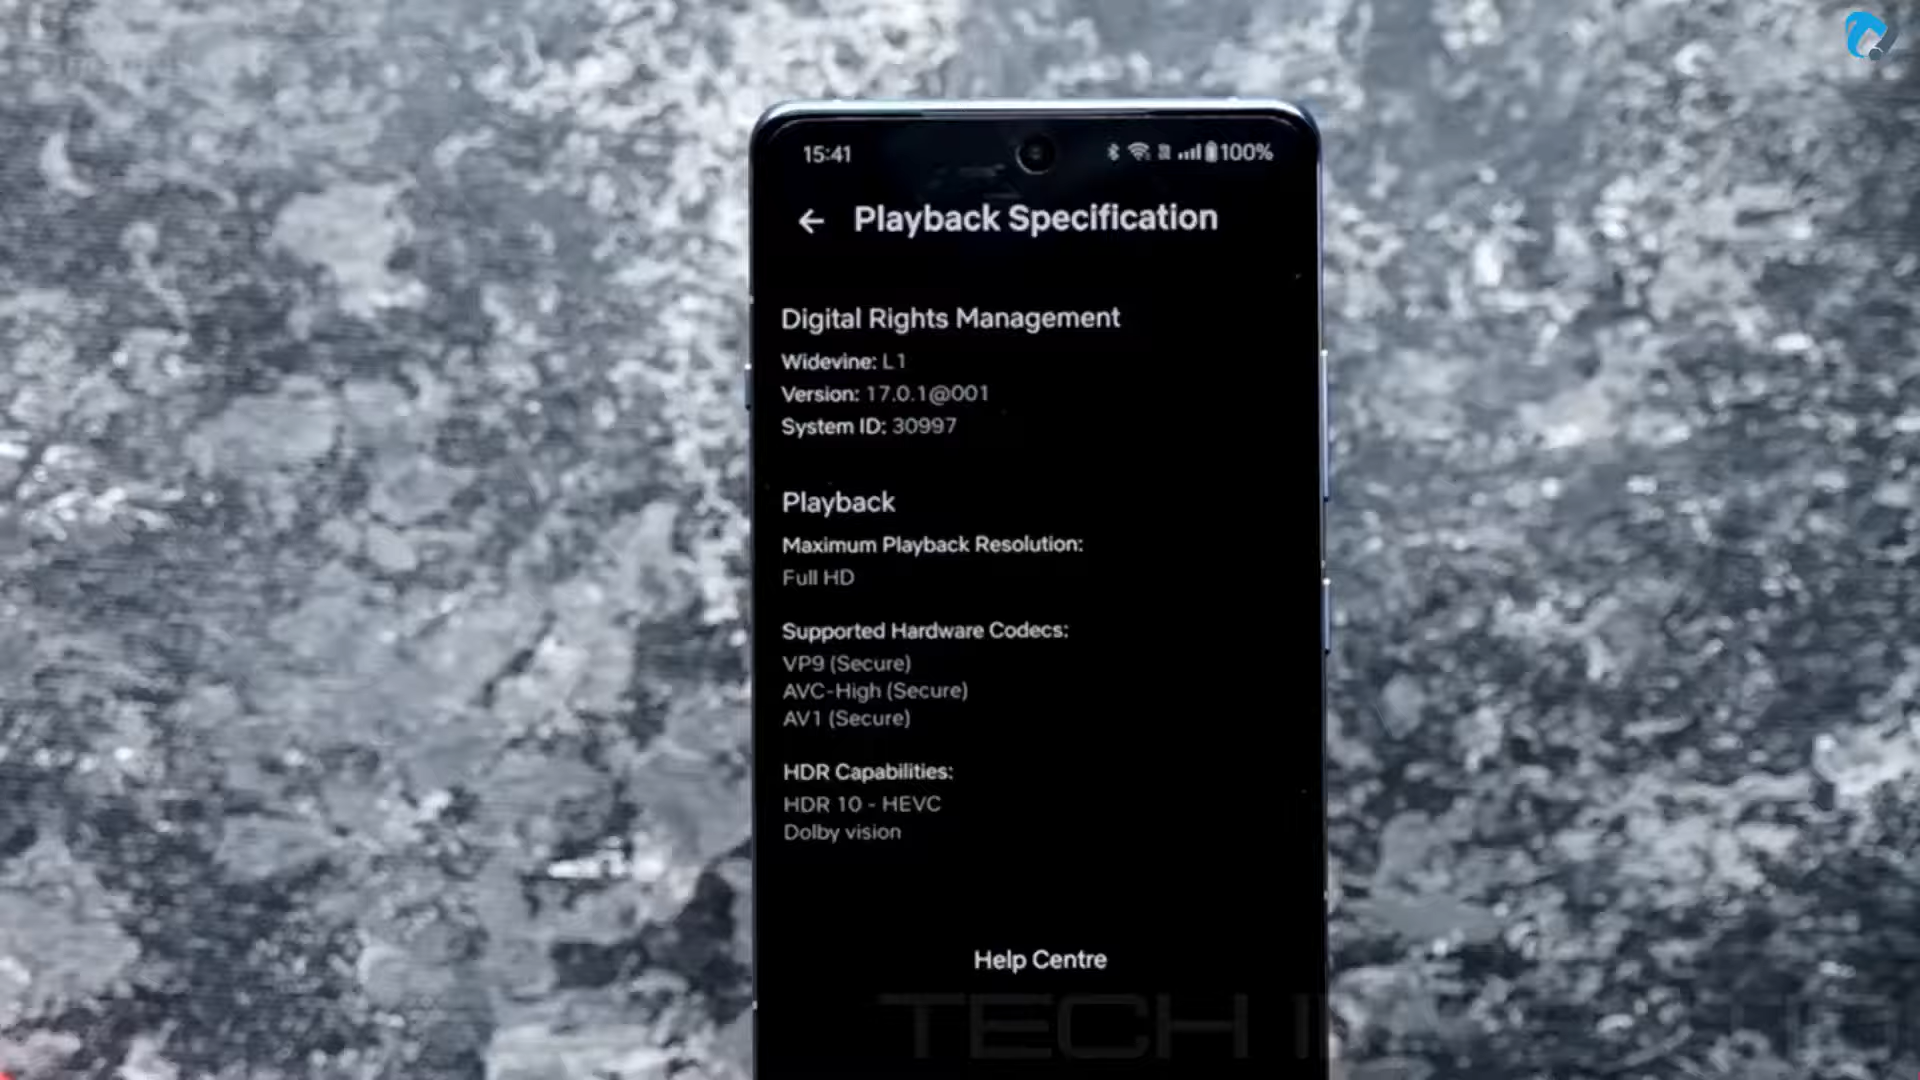 15:41 100%
Playback Specification
Digital Rights Management
Widevine: L1
Version: 17.0.1@001
System ID: 30997
Playback
Maximum Playback Resolution:
Full HD
Supported Hardware Codecs:
VP9 (Secure)
AVC-High (Secure)
AV1 (Secure)
HDR Capabilities:
HDR 10 - HEVC
Dolby vision
Help Centre
TECH